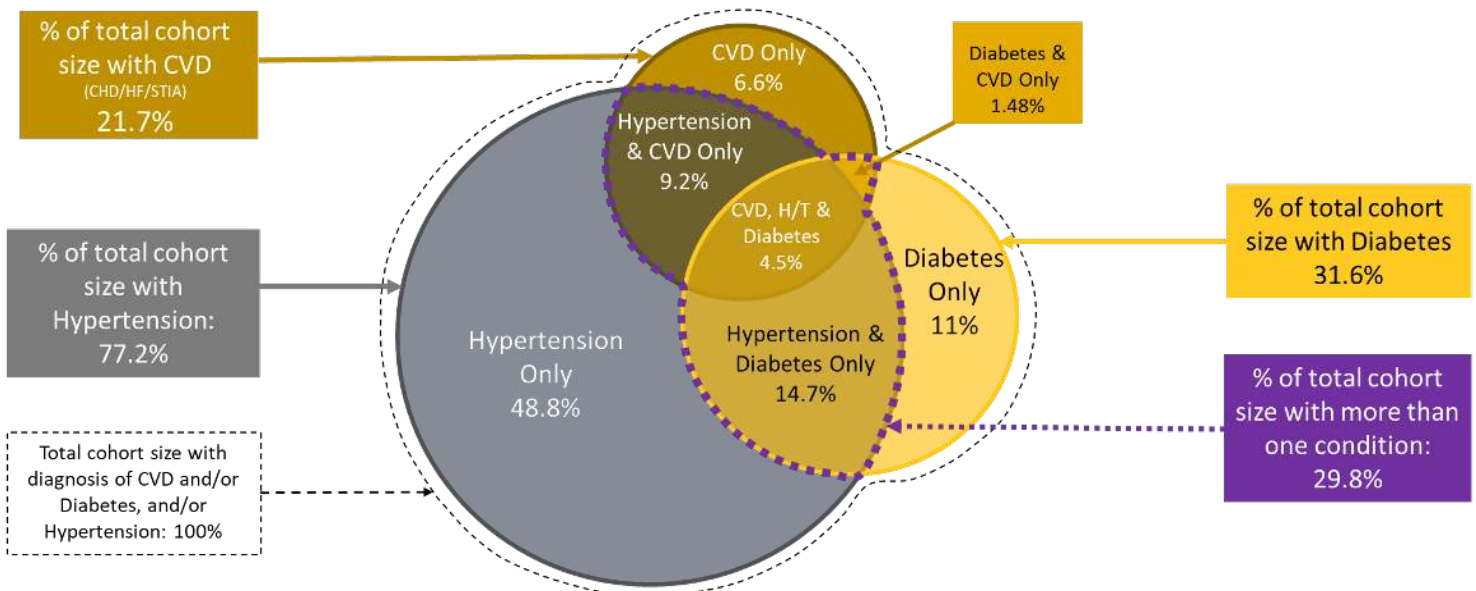 % of total cohort
size with CVD
(CHD/HF/STIA)
21.7%
CVD Only
6.6%
Diabetes &
CVD Only
1.48%
Hypertension
& CVD Only
9.2%
CVD, H/T &
Diabetes
4.5%
% of total cohort
size with Diabetes
31.6%
% of total cohort
size with
Hypertension:
77.2%
Diabetes
Only
11%
Hypertension
Only
48.8%
Hypertension &
Diabetes Only
14.7%
% of total cohort
size with more than
one condition:
29.8%
Total cohort size with
diagnosis of CVD and/or
Diabetes, and/or
Hypertension: 100%